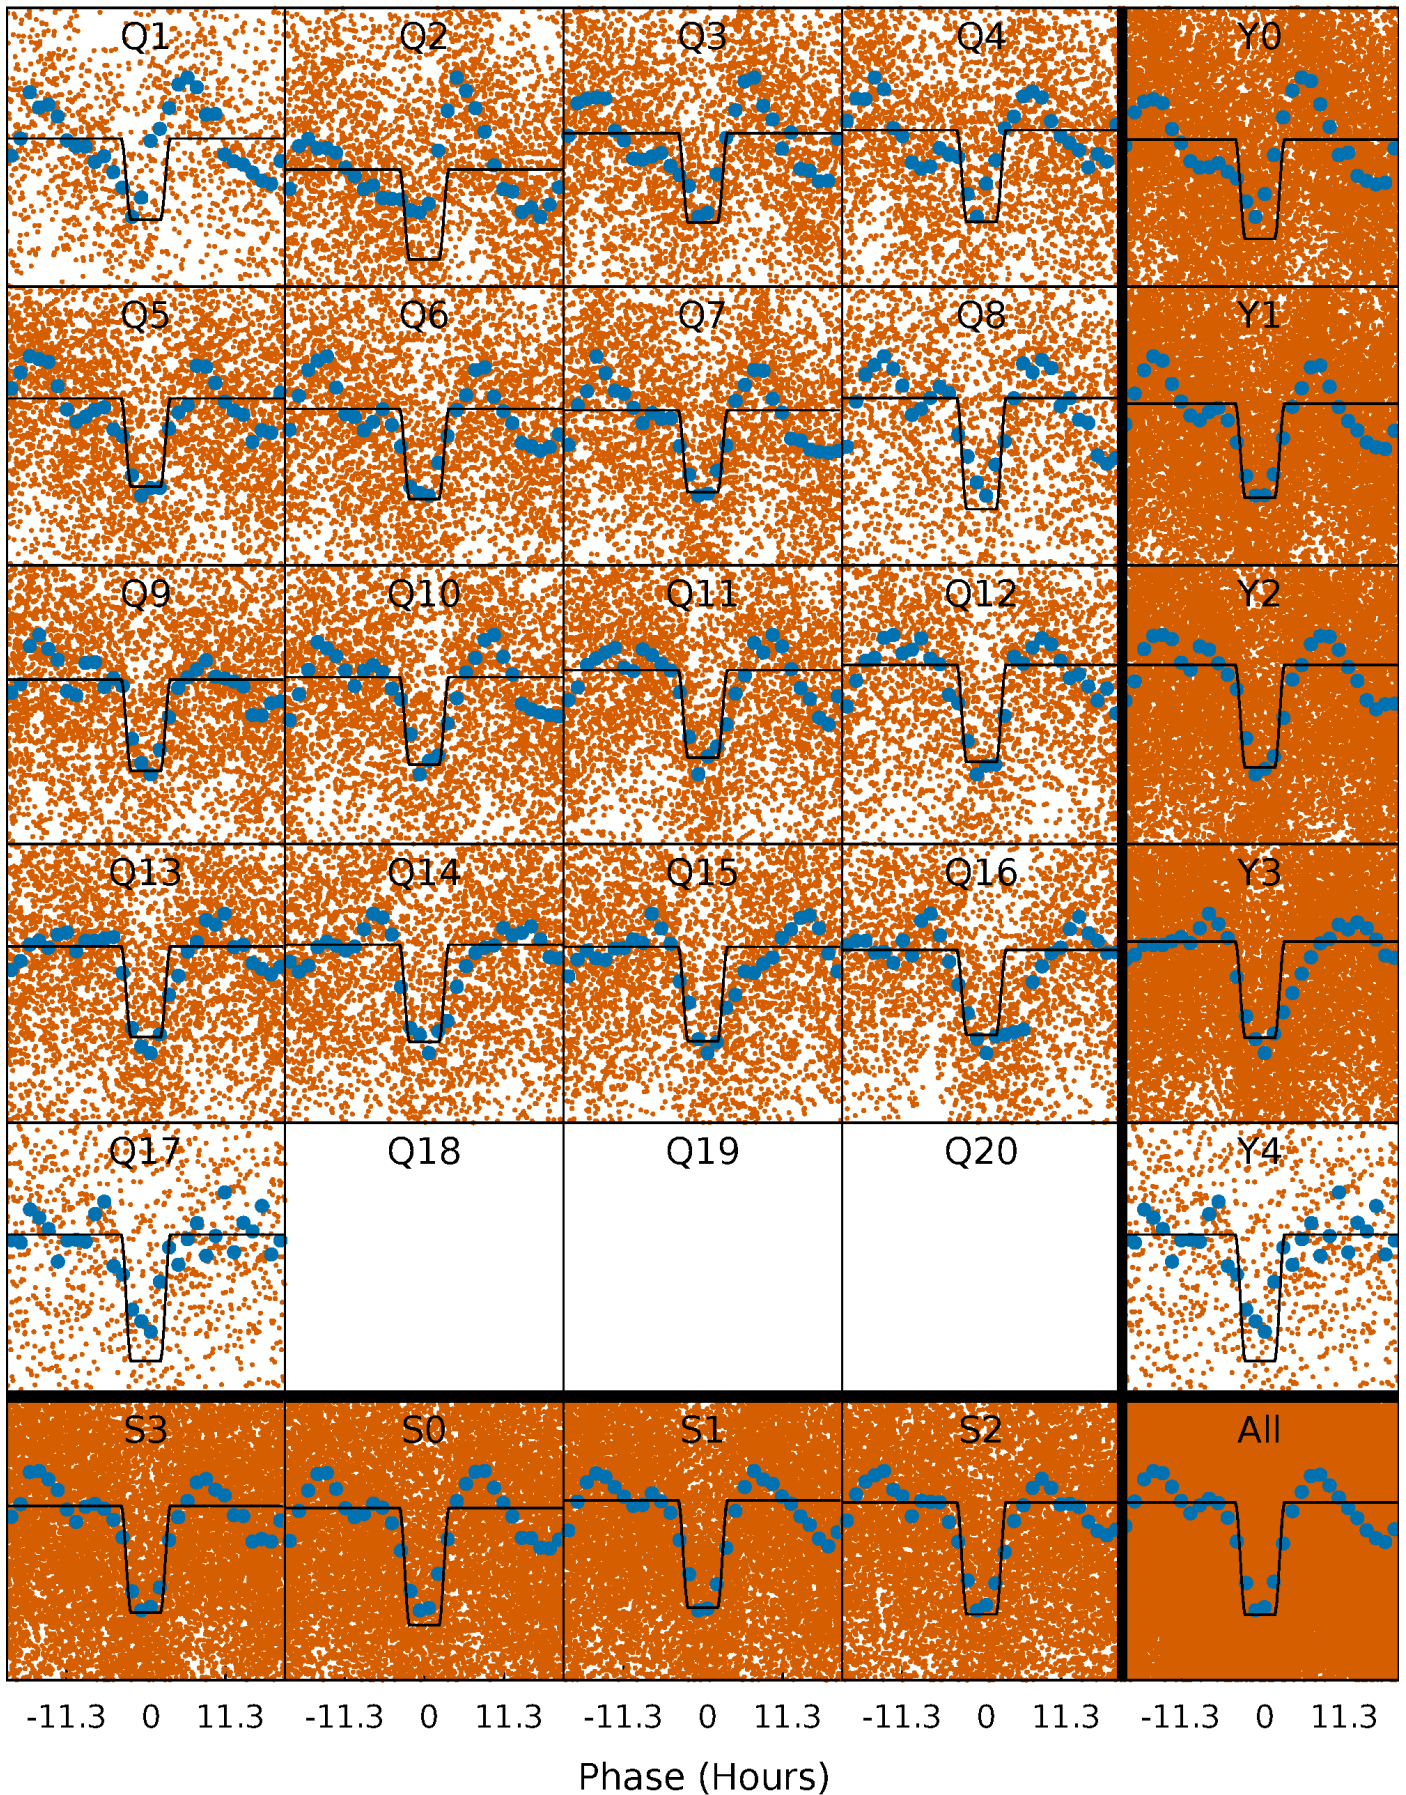 Q1 Q2 Q3 Q4 Y0
Q5 Q6 Q7 Q8 Y1
Q9 Q10 Q11 Q12 Y2
Q13 Q14 Q15 Q16 Y3
Q17 Q18 Q19 Q20 Y4
S3 S0 S1 S2 All
-11.3 0 11.3 -11.3 0 11.3 -11.3 0 11.3 -11.3 0 11.3 -11.3 0 11.3
Phase (Hours)